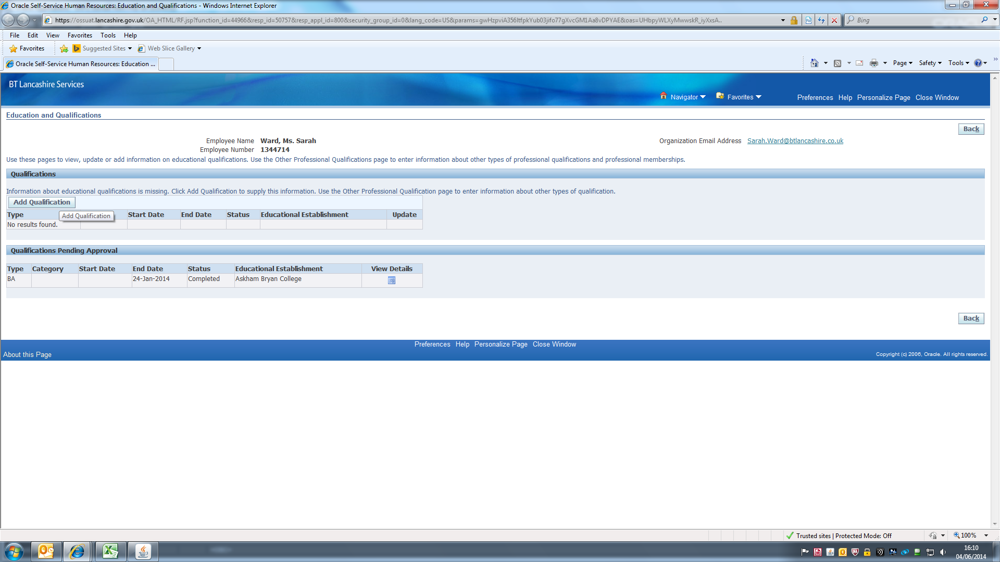 Oracle Self-Service Human Resources: Education and Qualifications - Windows Internet Explorer
https://ossuat.lancashire.gov.uk/OA_HTML/RF.jsp?function_id=44966&resp_id=50757&resp_appl_id=800&security_group_id=0&lang_code=US&params=gwHzpviA356ltfpkYub03jifo77gXvcGM1Aa8vDPYAE&oas=UHbpyWLXyMwwskR_iyXxsA..
Bing
File Edit View Favorites Tools Help
Favorites Suggested Sites Web Slice Gallery
Oracle Self-Service Human Resources: Education ...
Page Safety Tools
BT Lancashire Services
Navigator Favorites Preferences Help Personalize Page Close Window
Education and Qualifications
Back
Employee Name Ward, Ms. Sarah Organization Email Address Sarah.Ward@btlancashire.co.uk
Employee Number 1344714
Use these pages to view, update or add information on educational qualifications. Use the Other Professional Qualifications page to enter information about other types of professional qualifications and professional memberships.
Qualifications
Information about educational qualifications is missing. Click Add Qualification to supply this information. Use the Other Professional Qualification page to enter information about other types of qualification.
Add Qualification
Type Start Date End Date Status Educational Establishment Update
Add Qualification
No results found.
Qualifications Pending Approval
Type Category Start Date End Date Status Educational Establishment View Details
BA 24-Jan-2014 Completed Askham Bryan College
Back
Preferences Help Personalize Page Close Window
About this Page
Copyright (c) 2006, Oracle. All rights reserved.
Trusted sites | Protected Mode: Off
100%
16:10
04/06/2014